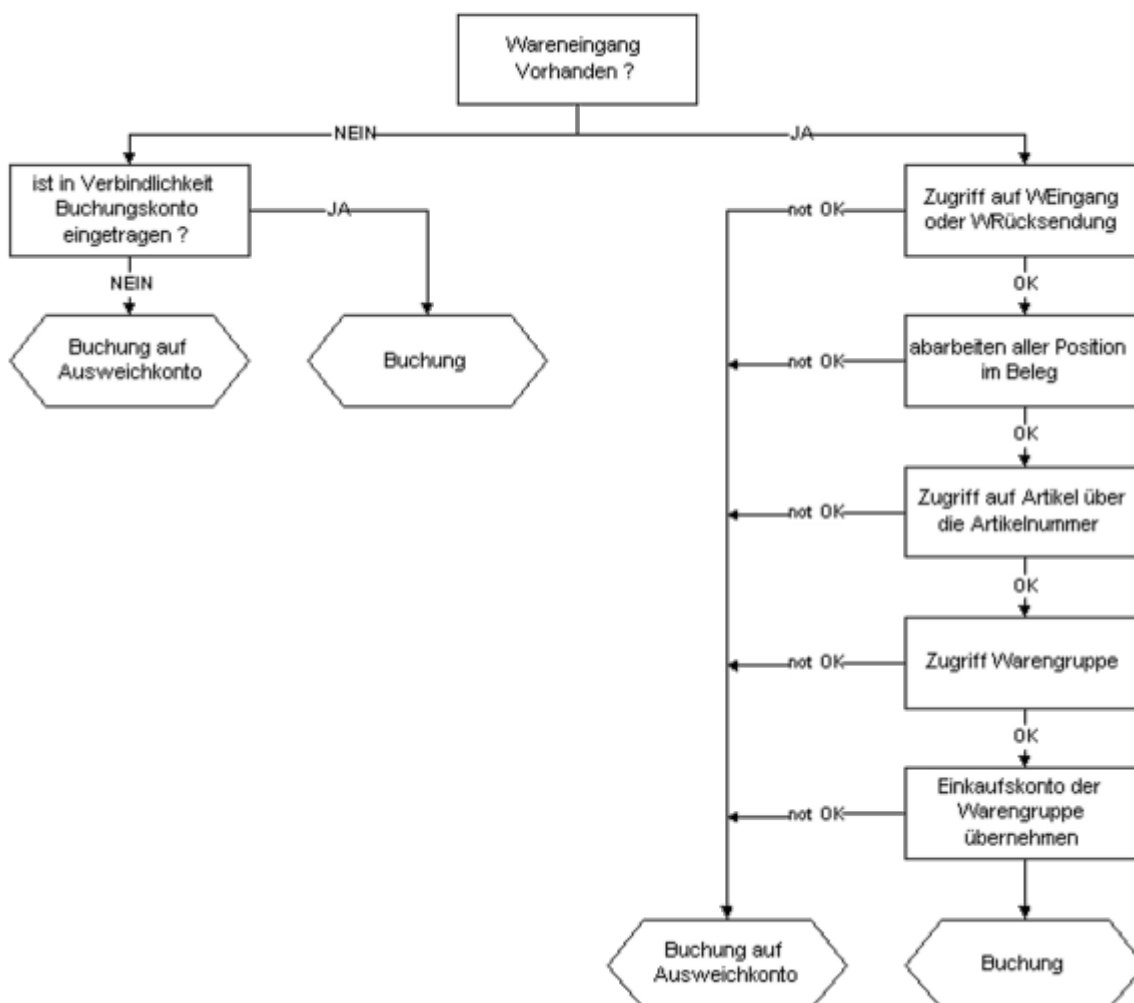 Wareneingang
Vorhanden ?
NEIN
JA
ist in Verbindlichkeit
Buchungskonto
eingetragen ?
JA
not OK
Zugriff auf WEingang
oder WRücksendung
NEIN
OK
Buchung auf
Ausweichkonto
Buchung
not OK
abarbeiten aller Position
im Beleg
OK
not OK
Zugriff auf Artikel über
die Artikelnummer
OK
not OK
Zugriff Warengruppe
OK
not OK
Einkaufskonto der
Warengruppe
übernehmen
Buchung auf
Ausweichkonto
Buchung